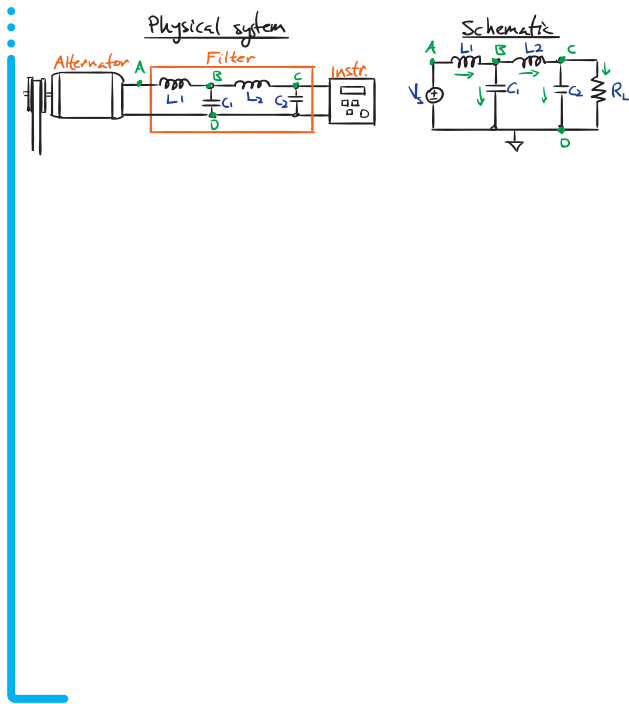 Physical system
Alternator
A
Filter
B
C
Instr.
L1
C1
L2
C2
D
Schematic
A
L1
B
L2
C
Vs
+
C1
C2
RL
D